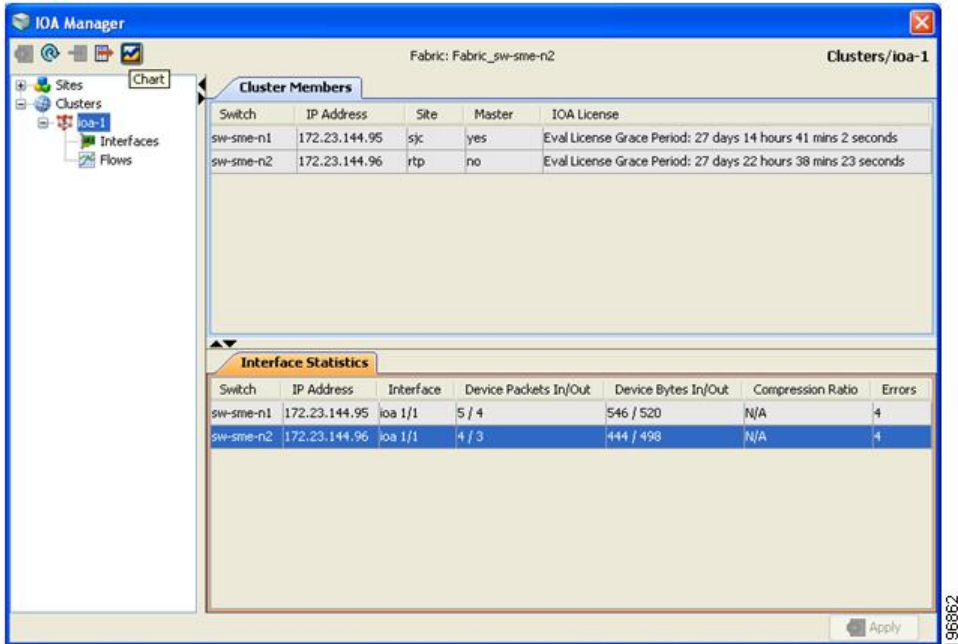 IOA Manager
Fabric: Fabric_sw-sme-n2
Clusters/ioa-1
Chart
Sites
Clusters
ioa-1
Interfaces
Flows
Cluster Members
Switch IP Address Site Master IOA License
sw-sme-n1 172.23.144.95 sjc yes Eval License Grace Period: 27 days 14 hours 41 mins 2 seconds
sw-sme-n2 172.23.144.96 rtp no Eval License Grace Period: 27 days 22 hours 38 mins 23 seconds
Interface Statistics
Switch IP Address Interface Device Packets In/Out Device Bytes In/Out Compression Ratio Errors
sw-sme-n1 172.23.144.95 ioa 1/1 5 / 4 546 / 520 N/A 4
sw-sme-n2 172.23.144.96 ioa 1/1 4 / 3 444 / 498 N/A 4
Apply
96862